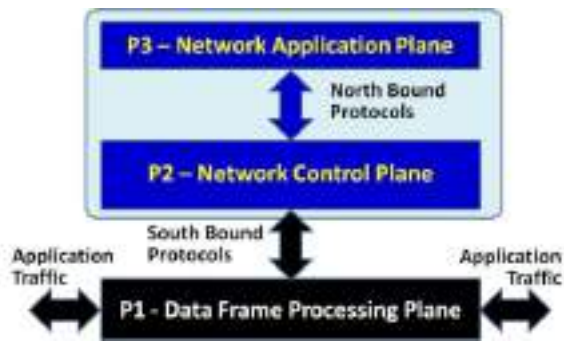 P3 – Network Application Plane
North Bound
Protocols
P2 – Network Control Plane
South Bound
Protocols
Application
Traffic
Application
Traffic
P1 - Data Frame Processing Plane